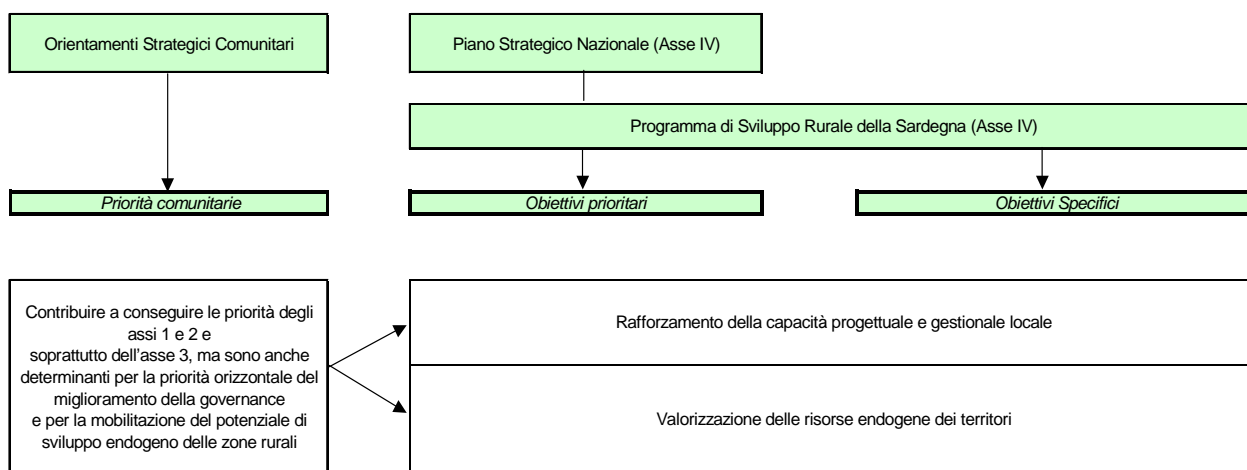 Orientamenti Strategici Comunitari
Piano Strategico Nazionale (Asse IV)
Programma di Sviluppo Rurale della Sardegna (Asse IV)
Priorità comunitarie
Obiettivi prioritari
Obiettivi Specifici
Contribuire a conseguire le priorità degli
assi 1 e 2 e
soprattutto dell'asse 3, ma sono anche
determinanti per la priorità orizzontale del
miglioramento della governance
e per la mobilitazione del potenziale di
sviluppo endogeno delle zone rurali
Rafforzamento della capacità progettuale e gestionale locale
Valorizzazione delle risorse endogene dei territori